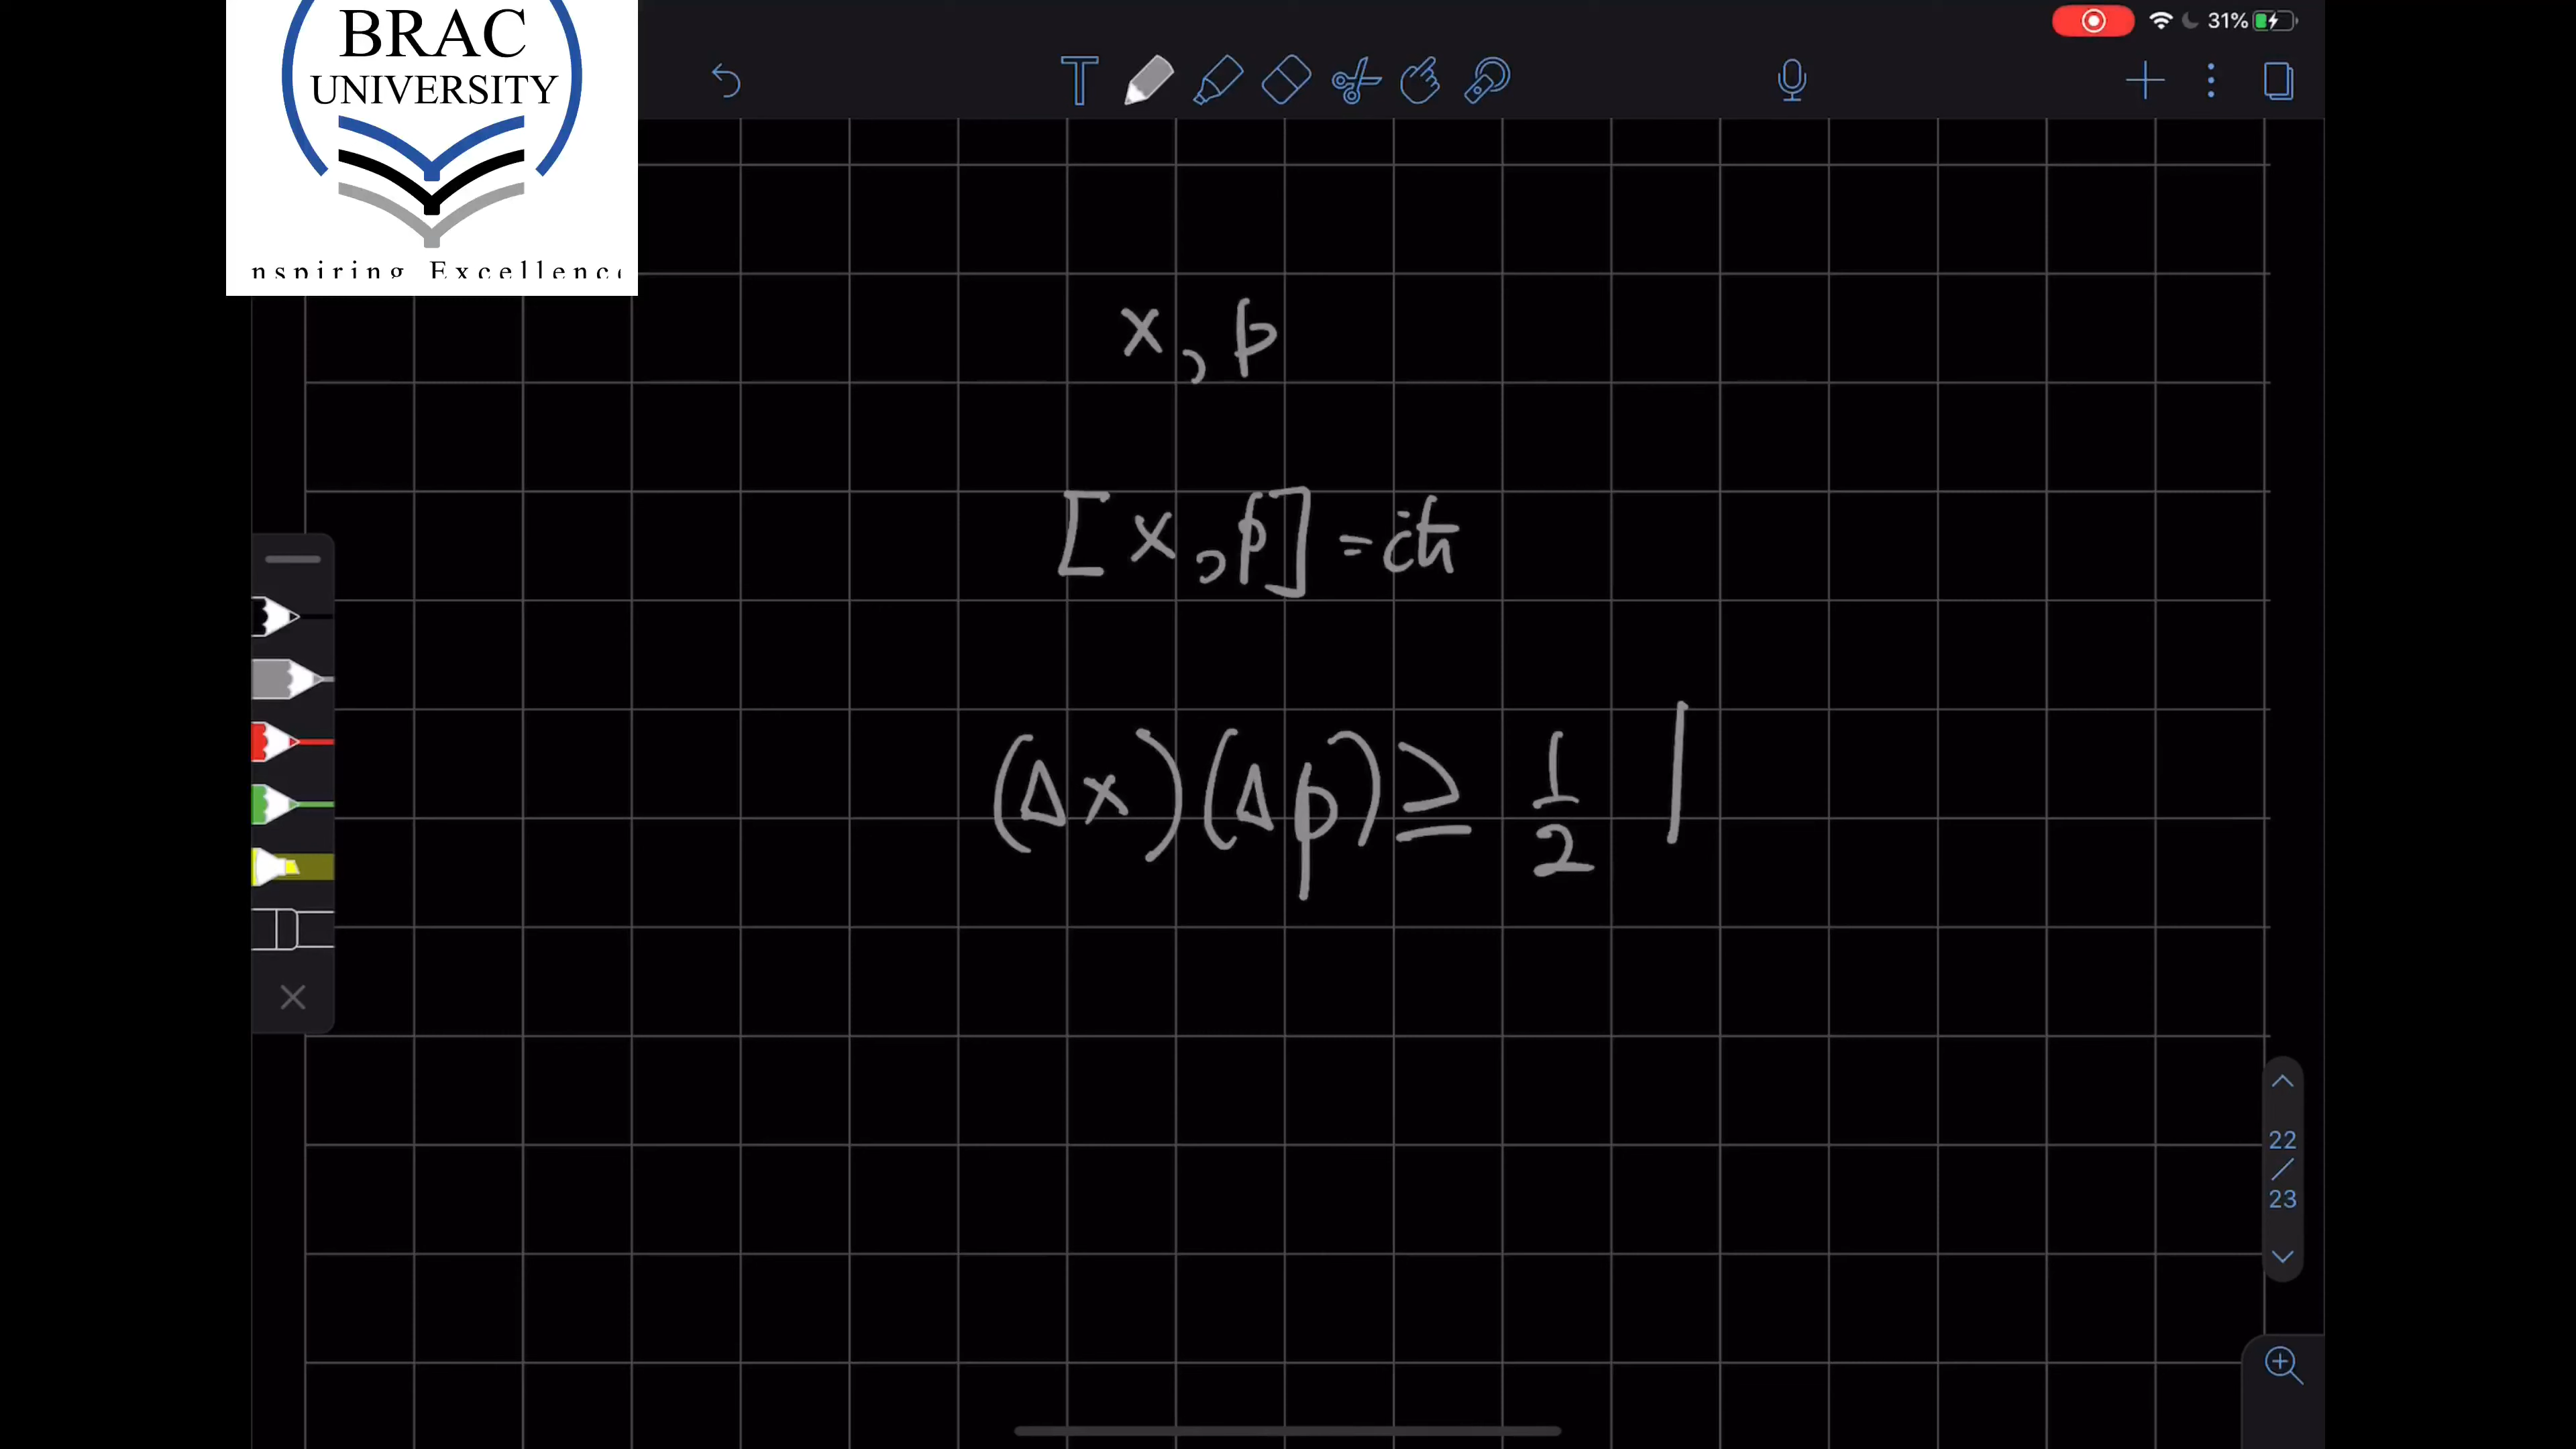 BRAC
UNIVERSITY
nspiring Excellenc
31%
x, p
[x, p] = iħ
(Δx)(Δp) ≥ 1/2 |
22
/
23